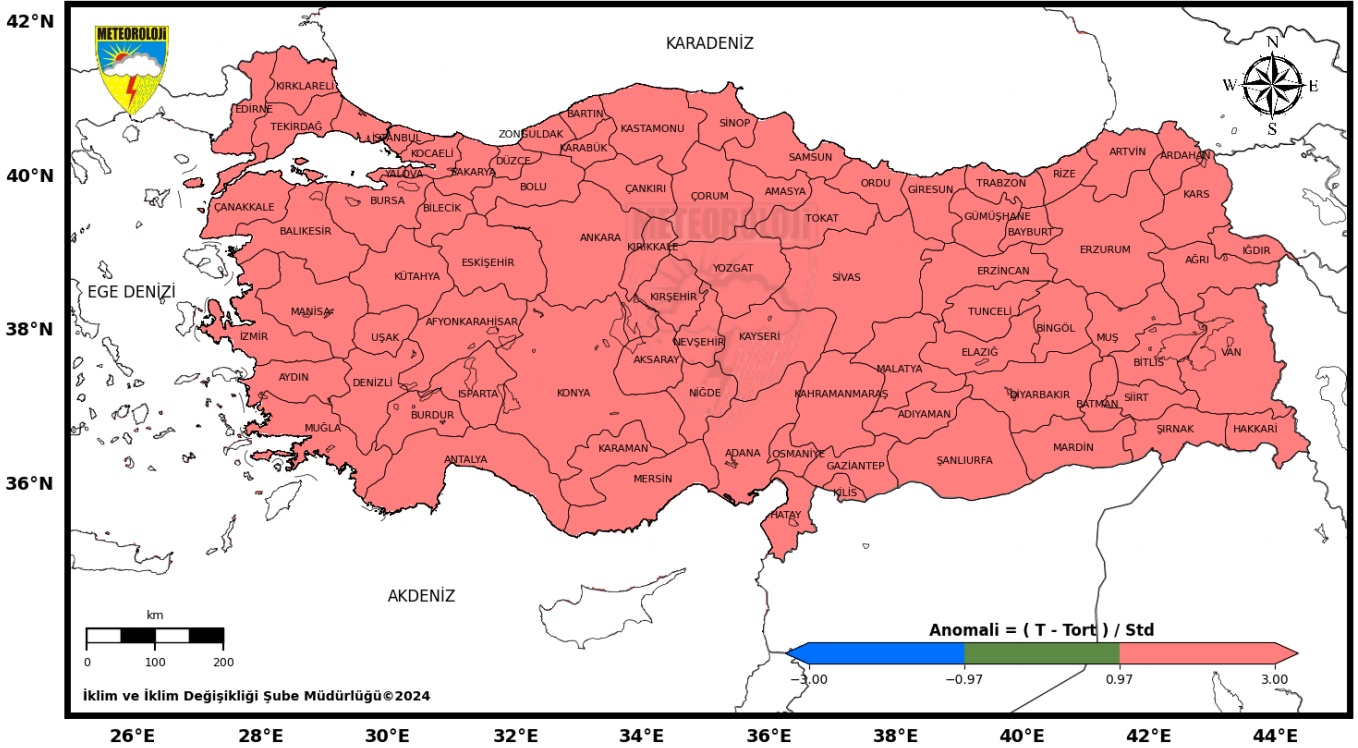 42°N
KARADENİZ
METEOROLOJİ
N
W E
S
KIRKLARELİ
EDİRNE
TEKİRDAĞ
İSTANBUL
KOCAELİ
YALOVA
SAKARYA
DÜZCE
ZONGULDAK
BARTIN
KARABÜK
KASTAMONU
SİNOP
SAMSUN
ORDU
GİRESUN
TRABZON
RİZE
ARTVİN
ARDAHAN
40°N
ÇANAKKALE
BURSA
BİLECİK
BOLU
ÇANKIRI
ÇORUM
AMASYA
TOKAT
GÜMÜŞHANE
BAYBURT
KARS
BALIKESİR
KÜTAHYA
ESKİŞEHİR
ANKARA
KIRIKKALE
METEOROLOJİ
YOZGAT
SİVAS
ERZİNCAN
ERZURUM
AĞRI
IĞDIR
EGE DENİZİ
38°N
MANİSA
İZMİR
UŞAK
AFYONKARAHİSAR
KIRŞEHİR
NEVŞEHİR
AKSARAY
KAYSERİ
MALATYA
TUNCELİ
ELAZIĞ
BİNGÖL
MUŞ
BİTLİS
VAN
AYDIN
DENİZLİ
ISPARTA
BURDUR
KONYA
NİĞDE
KAHRAMANMARAŞ
ADIYAMAN
DİYARBAKIR
BATMAN
SİİRT
ŞIRNAK
HAKKARİ
MUĞLA
ANTALYA
KARAMAN
MERSİN
ADANA
OSMANİYE
GAZİANTEP
KİLİS
ŞANLIURFA
MARDİN
36°N
HATAY
AKDENİZ
km
0 100 200
Anomali = ( T - Tort ) / Std
−3.00 −0.97 0.97 3.00
İklim ve İklim Değişikliği Şube Müdürlüğü©2024
26°E 28°E 30°E 32°E 34°E 36°E 38°E 40°E 42°E 44°E